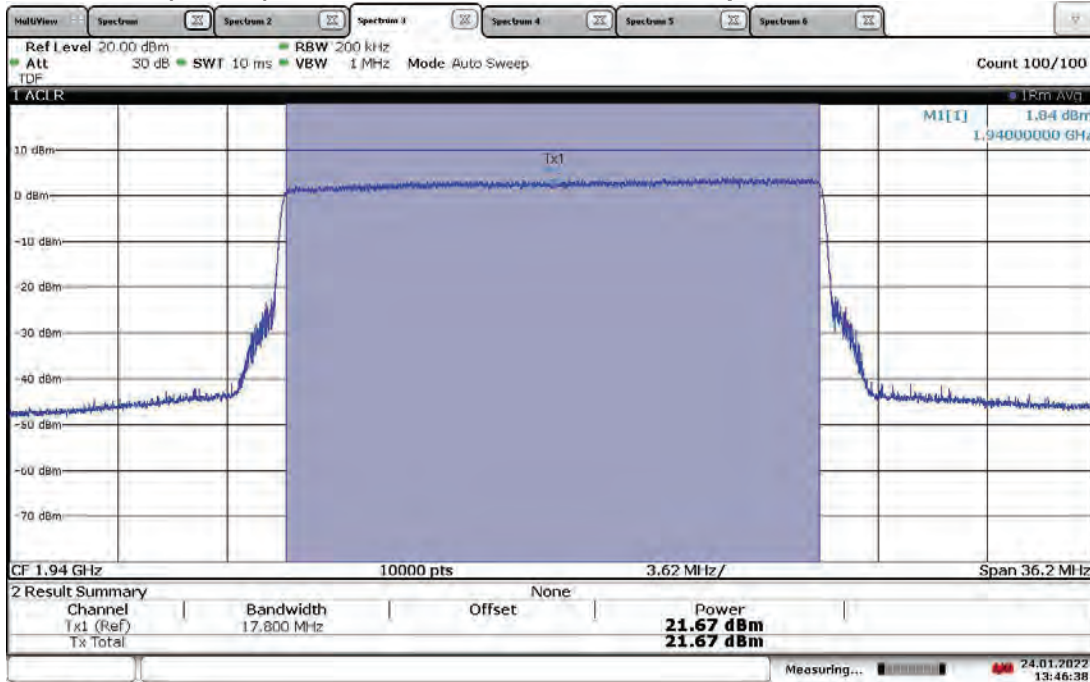 MultiView Spectrum Spectrum 2 Spectrum 3 Spectrum 4 Spectrum 5 Spectrum 6
Ref Level 20.00 dBm RBW 200 kHz
Att 30 dB SWT 10 ms VBW 1 MHz Mode Auto Sweep Count 100/100
TDF
1 ACLR 1Rm Avg
M1[1] 1.84 dBm
1.94000000 GHz
10 dBm
Tx1
0 dBm
-10 dBm
-20 dBm
-30 dBm
-40 dBm
-50 dBm
-60 dBm
-70 dBm
CF 1.94 GHz 10000 pts 3.62 MHz/ Span 36.2 MHz
2 Result Summary None
Channel Bandwidth Offset Power
Tx1 (Ref) 17.800 MHz 21.67 dBm
Tx Total 21.67 dBm
Measuring... 24.01.2022
13:46:38